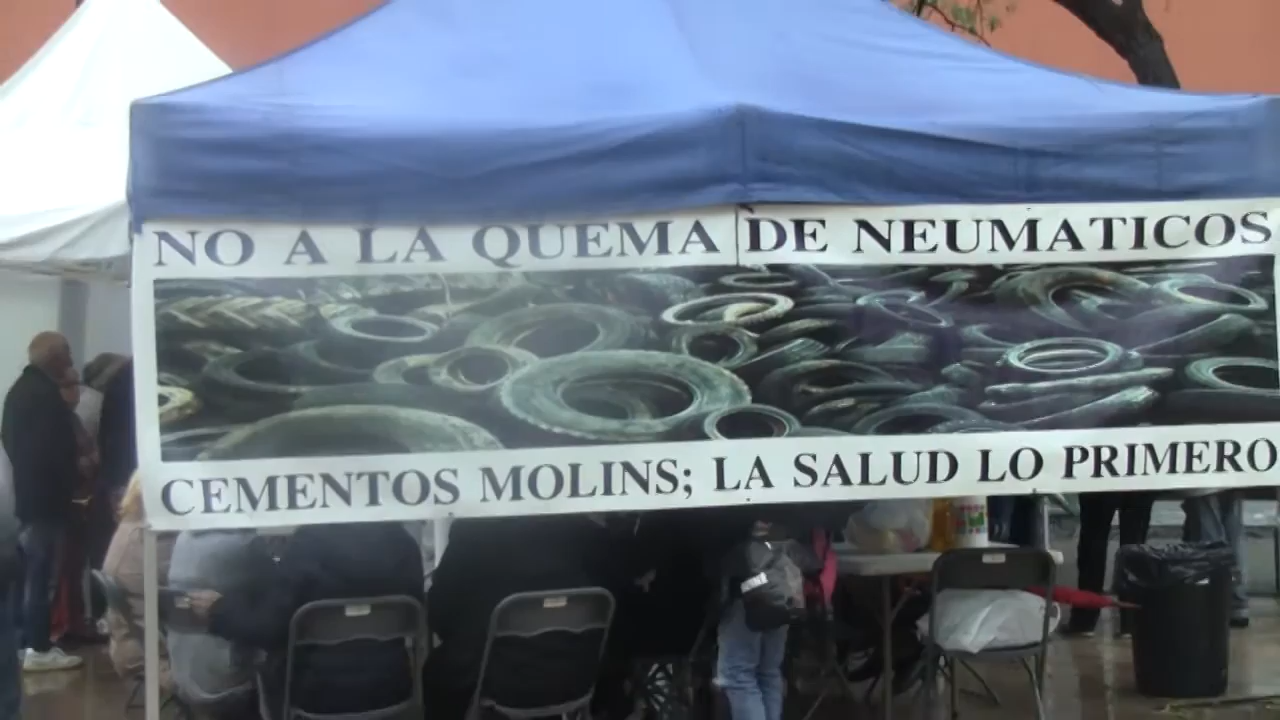 NO A LA QUEMA DE NEUMATICOS
CEMENTOS MOLINS; LA SALUD LO PRIMERO